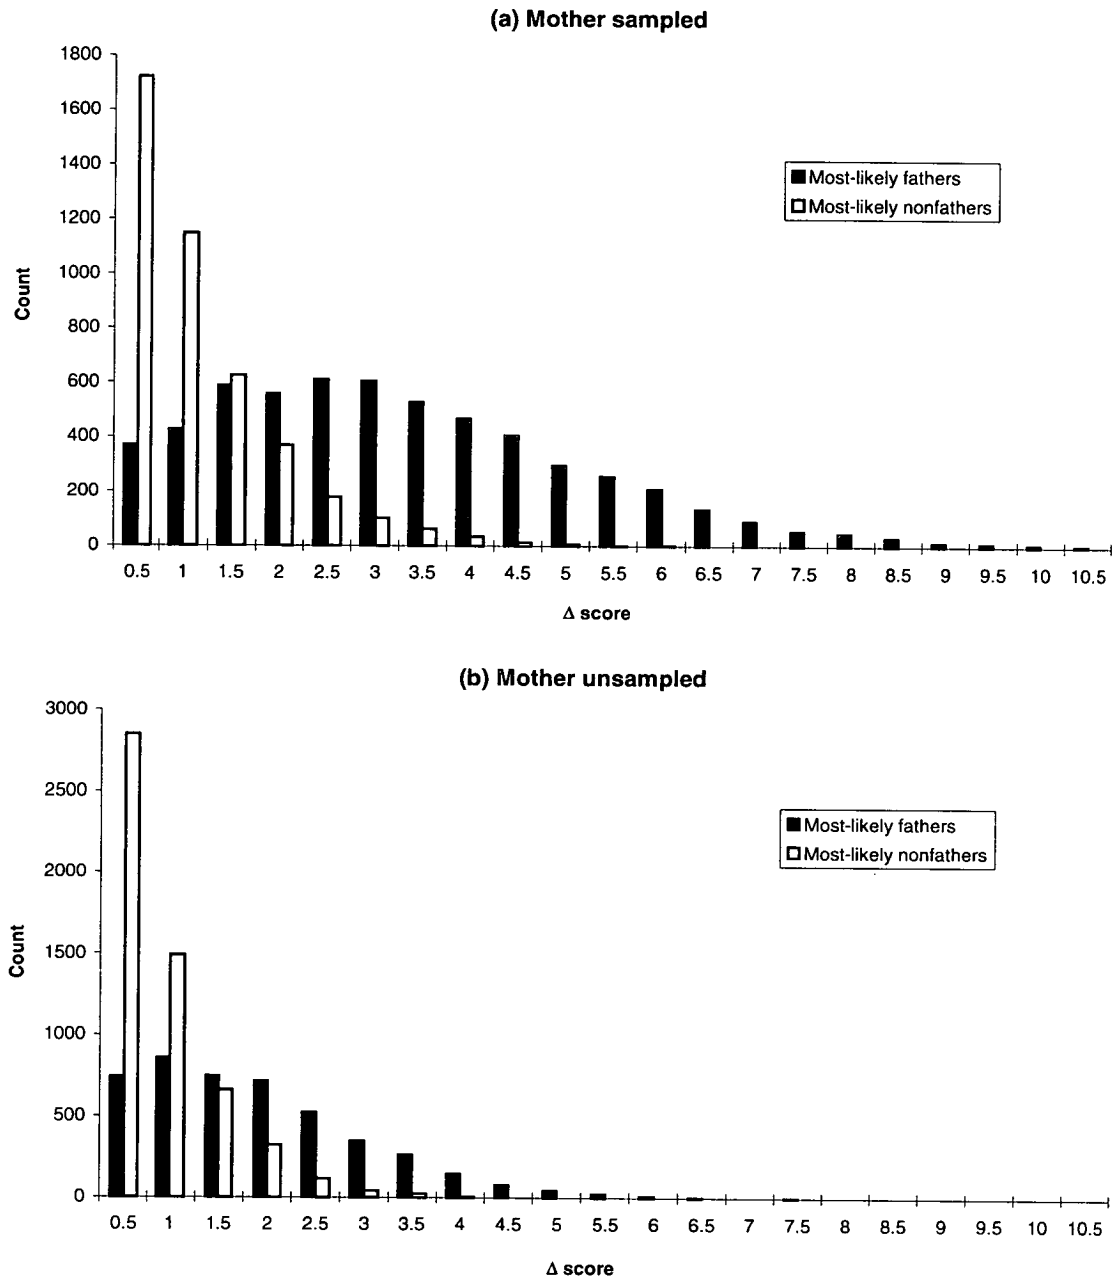 (a) Mother sampled
1800
1600
1400
1200
1000
800
600
400
200
0
Count
Most-likely fathers
Most-likely nonfathers
0.5 1 1.5 2 2.5 3 3.5 4 4.5 5 5.5 6 6.5 7 7.5 8 8.5 9 9.5 10 10.5
Δ score
(b) Mother unsampled
3000
2500
2000
1500
1000
500
0
Count
Most-likely fathers
Most-likely nonfathers
0.5 1 1.5 2 2.5 3 3.5 4 4.5 5 5.5 6 6.5 7 7.5 8 8.5 9 9.5 10 10.5
Δ score